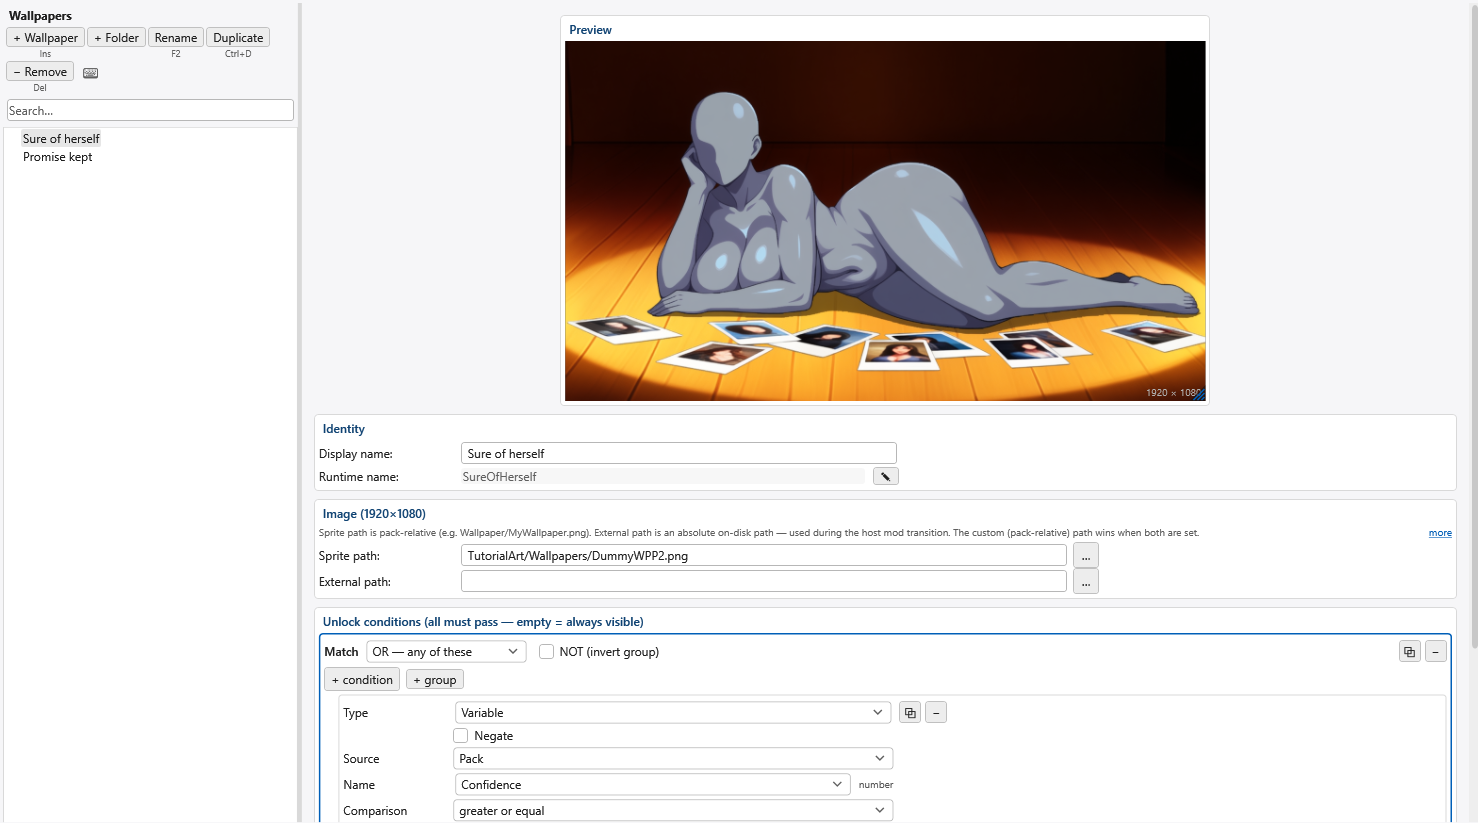 Wallpapers
+ Wallpaper
+ Folder
Rename
Duplicate
Ins
F2
Ctrl+D
− Remove
Del
Search...
Sure of herself
Promise kept
Preview
1920 × 1080
Identity
Display name: Sure of herself
Runtime name: SureOfHerself
Image (1920×1080)
Sprite path is pack-relative (e.g. Wallpaper/MyWallpaper.png). External path is an absolute on-disk path — used during the host mod transition. The custom (pack-relative) path wins when both are set. more
Sprite path: TutorialArt/Wallpapers/DummyWPP2.png ...
External path: ...
Unlock conditions (all must pass — empty = always visible)
Match OR — any of these NOT (invert group) −
+ condition + group
Type Variable −
Negate
Source Pack
Name Confidence number
Comparison greater or equal